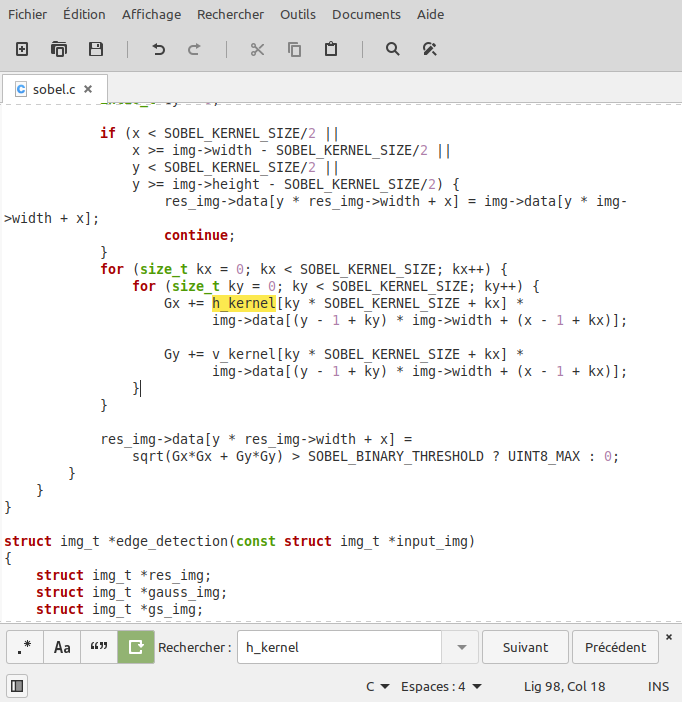 Fichier Édition Affichage Rechercher Outils Documents Aide
sobel.c ×
if (x < SOBEL_KERNEL_SIZE/2 ||
x >= img->width - SOBEL_KERNEL_SIZE/2 ||
y < SOBEL_KERNEL_SIZE/2 ||
y >= img->height - SOBEL_KERNEL_SIZE/2) {
res_img->data[y * res_img->width + x] = img->data[y * img-
>width + x];
continue;
}
for (size_t kx = 0; kx < SOBEL_KERNEL_SIZE; kx++) {
for (size_t ky = 0; ky < SOBEL_KERNEL_SIZE; ky++) {
Gx += h_kernel[ky * SOBEL_KERNEL_SIZE + kx] *
img->data[(y - 1 + ky) * img->width + (x - 1 + kx)];
Gy += v_kernel[ky * SOBEL_KERNEL_SIZE + kx] *
img->data[(y - 1 + ky) * img->width + (x - 1 + kx)];
}
}
res_img->data[y * res_img->width + x] =
sqrt(Gx*Gx + Gy*Gy) > SOBEL_BINARY_THRESHOLD ? UINT8_MAX : 0;
}
}
}
struct img_t *edge_detection(const struct img_t *input_img)
{
struct img_t *res_img;
struct img_t *gauss_img;
struct img_t *gs_img;
.* Aa “” Rechercher : h_kernel Suivant Précédent ×
C Espaces : 4 Lig 98, Col 18 INS